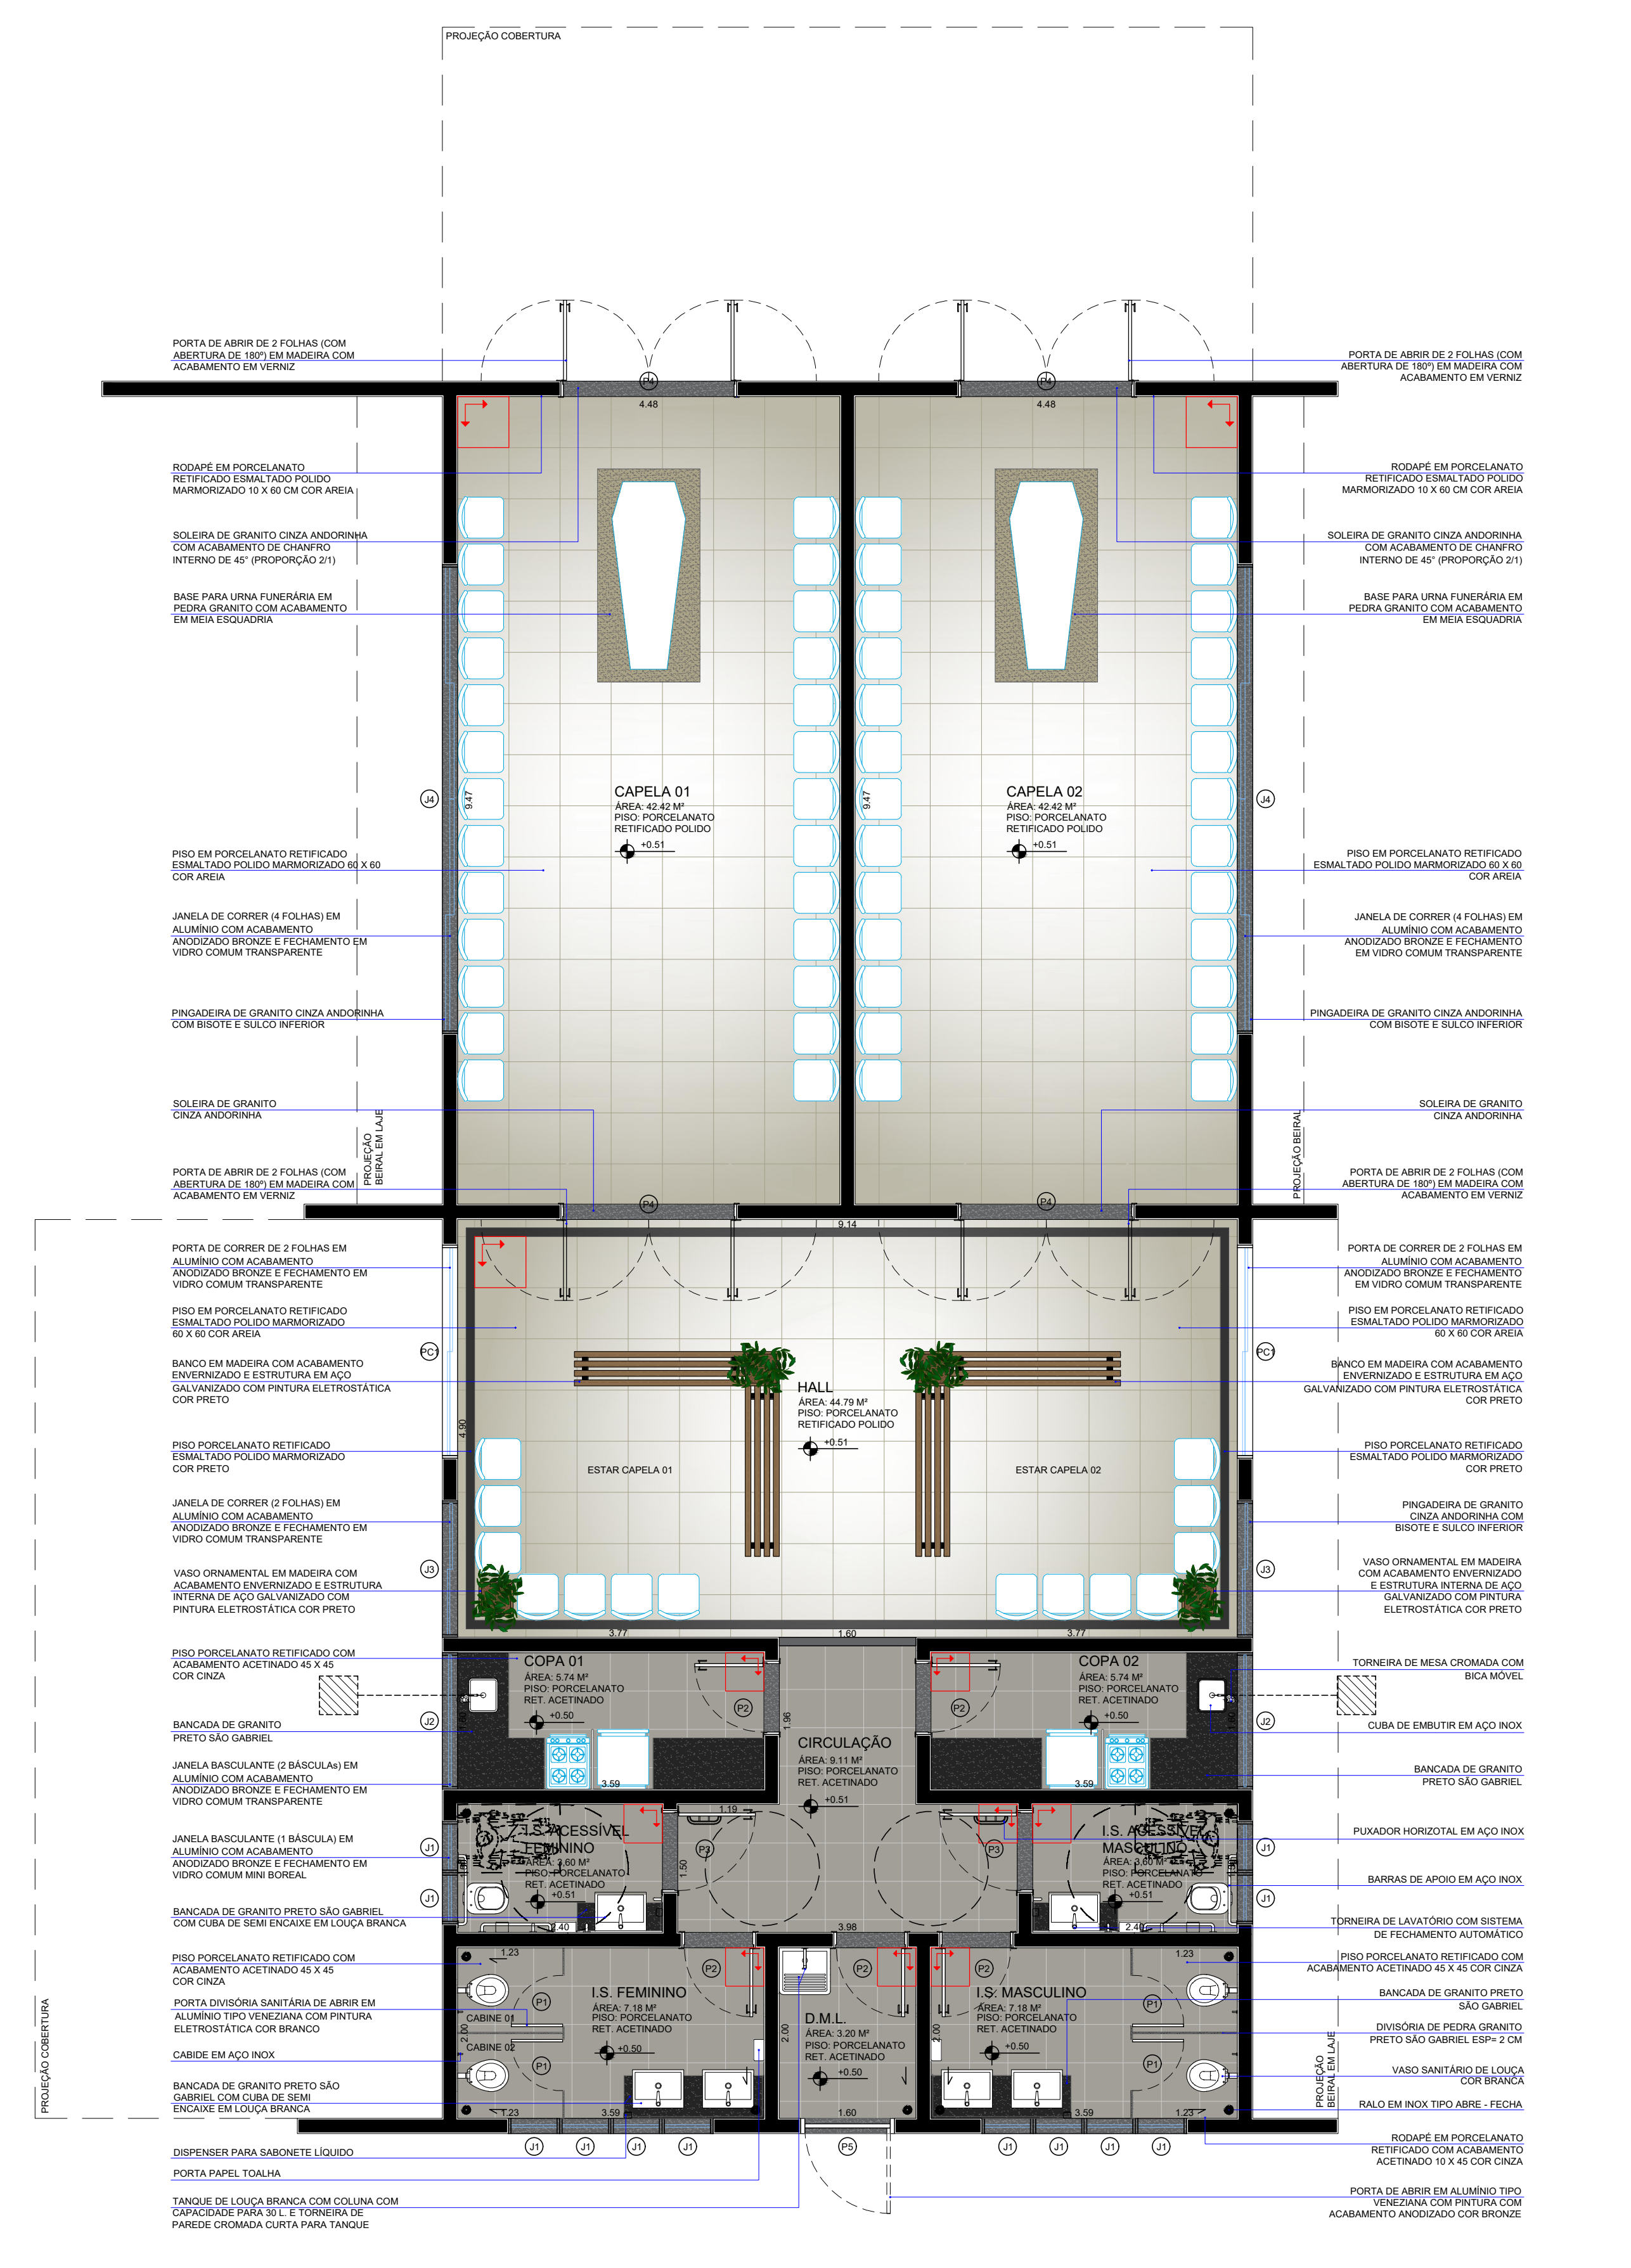 PROJEÇÃO COBERTURA
PORTA DE ABRIR DE 2 FOLHAS (COM
ABERTURA DE 180º) EM MADEIRA COM
ACABAMENTO EM VERNIZ
PORTA DE ABRIR DE 2 FOLHAS (COM
ABERTURA DE 180º) EM MADEIRA COM
ACABAMENTO EM VERNIZ
P4
P4
4.48
4.48
RODAPÉ EM PORCELANATO
RETIFICADO ESMALTADO POLIDO
MARMORIZADO 10 X 60 CM COR AREIA
RODAPÉ EM PORCELANATO
RETIFICADO ESMALTADO POLIDO
MARMORIZADO 10 X 60 CM COR AREIA
SOLEIRA DE GRANITO CINZA ANDORINHA
COM ACABAMENTO DE CHANFRO
INTERNO DE 45° (PROPORÇÃO 2/1)
SOLEIRA DE GRANITO CINZA ANDORINHA
COM ACABAMENTO DE CHANFRO
INTERNO DE 45° (PROPORÇÃO 2/1)
BASE PARA URNA FUNERÁRIA EM
PEDRA GRANITO COM ACABAMENTO
EM MEIA ESQUADRIA
BASE PARA URNA FUNERÁRIA EM
PEDRA GRANITO COM ACABAMENTO
EM MEIA ESQUADRIA
J4
9.47
CAPELA 01
ÁREA: 42.42 M²
PISO: PORCELANATO
RETIFICADO POLIDO
+0.51
9.47
CAPELA 02
ÁREA: 42.42 M²
PISO: PORCELANATO
RETIFICADO POLIDO
+0.51
J4
PISO EM PORCELANATO RETIFICADO
ESMALTADO POLIDO MARMORIZADO 60 X 60
COR AREIA
PISO EM PORCELANATO RETIFICADO
ESMALTADO POLIDO MARMORIZADO 60 X 60
COR AREIA
JANELA DE CORRER (4 FOLHAS) EM
ALUMÍNIO COM ACABAMENTO
ANODIZADO BRONZE E FECHAMENTO EM
VIDRO COMUM TRANSPARENTE
JANELA DE CORRER (4 FOLHAS) EM
ALUMÍNIO COM ACABAMENTO
ANODIZADO BRONZE E FECHAMENTO
EM VIDRO COMUM TRANSPARENTE
PINGADEIRA DE GRANITO CINZA ANDORINHA
COM BISOTE E SULCO INFERIOR
PINGADEIRA DE GRANITO CINZA ANDORINHA
COM BISOTE E SULCO INFERIOR
SOLEIRA DE GRANITO
CINZA ANDORINHA
SOLEIRA DE GRANITO
CINZA ANDORINHA
PROJEÇÃO
BEIRAL EM LAJE
PROJEÇÃO BEIRAL
PORTA DE ABRIR DE 2 FOLHAS (COM
ABERTURA DE 180º) EM MADEIRA COM
ACABAMENTO EM VERNIZ
PORTA DE ABRIR DE 2 FOLHAS (COM
ABERTURA DE 180º) EM MADEIRA COM
ACABAMENTO EM VERNIZ
P4
P4
9.14
PORTA DE CORRER DE 2 FOLHAS EM
ALUMÍNIO COM ACABAMENTO
ANODIZADO BRONZE E FECHAMENTO EM
VIDRO COMUM TRANSPARENTE
PORTA DE CORRER DE 2 FOLHAS EM
ALUMÍNIO COM ACABAMENTO
ANODIZADO BRONZE E FECHAMENTO
EM VIDRO COMUM TRANSPARENTE
PISO EM PORCELANATO RETIFICADO
ESMALTADO POLIDO MARMORIZADO
60 X 60 COR AREIA
PISO EM PORCELANATO RETIFICADO
ESMALTADO POLIDO MARMORIZADO
60 X 60 COR AREIA
PC1
PC1
BANCO EM MADEIRA COM ACABAMENTO
ENVERNIZADO E ESTRUTURA EM AÇO
GALVANIZADO COM PINTURA ELETROSTÁTICA
COR PRETO
BANCO EM MADEIRA COM ACABAMENTO
ENVERNIZADO E ESTRUTURA EM AÇO
GALVANIZADO COM PINTURA ELETROSTÁTICA
COR PRETO
HALL
ÁREA: 44.79 M²
PISO: PORCELANATO
RETIFICADO POLIDO
+0.51
4.90
PISO PORCELANATO RETIFICADO
ESMALTADO POLIDO MARMORIZADO
COR PRETO
PISO PORCELANATO RETIFICADO
ESMALTADO POLIDO MARMORIZADO
COR PRETO
ESTAR CAPELA 01
ESTAR CAPELA 02
JANELA DE CORRER (2 FOLHAS) EM
ALUMÍNIO COM ACABAMENTO
ANODIZADO BRONZE E FECHAMENTO EM
VIDRO COMUM TRANSPARENTE
PINGADEIRA DE GRANITO
CINZA ANDORINHA COM
BISOTE E SULCO INFERIOR
J3
J3
VASO ORNAMENTAL EM MADEIRA COM
ACABAMENTO ENVERNIZADO E ESTRUTURA
INTERNA DE AÇO GALVANIZADO COM
PINTURA ELETROSTÁTICA COR PRETO
VASO ORNAMENTAL EM MADEIRA
COM ACABAMENTO ENVERNIZADO
E ESTRUTURA INTERNA DE AÇO
GALVANIZADO COM PINTURA
ELETROSTÁTICA COR PRETO
3.77
1.60
3.77
PISO PORCELANATO RETIFICADO COM
ACABAMENTO ACETINADO 45 X 45
COR CINZA
COPA 01
ÁREA: 5.74 M²
PISO: PORCELANATO
RET. ACETINADO
+0.50
P2
1.96
P2
COPA 02
ÁREA: 5.74 M²
PISO: PORCELANATO
RET. ACETINADO
+0.50
TORNEIRA DE MESA CROMADA COM
BICA MÓVEL
J2
J2
BANCADA DE GRANITO
PRETO SÃO GABRIEL
CUBA DE EMBUTIR EM AÇO INOX
CIRCULAÇÃO
ÁREA: 9.11 M²
PISO: PORCELANATO
RET. ACETINADO
+0.51
JANELA BASCULANTE (2 BÁSCULAs) EM
ALUMÍNIO COM ACABAMENTO
ANODIZADO BRONZE E FECHAMENTO EM
VIDRO COMUM TRANSPARENTE
BANCADA DE GRANITO
PRETO SÃO GABRIEL
3.59
3.59
1.19
JANELA BASCULANTE (1 BÁSCULA) EM
ALUMÍNIO COM ACABAMENTO
ANODIZADO BRONZE E FECHAMENTO EM
VIDRO COMUM MINI BOREAL
PUXADOR HORIZOTAL EM AÇO INOX
I.S. ACESSÍVEL
FEMININO
ÁREA: 3.60 M²
PISO: PORCELANATO
RET. ACETINADO
+0.51
I.S. ACESSÍVEL
MASCULINO
ÁREA: 3.60 M²
PISO: PORCELANATO
RET. ACETINADO
+0.51
J1
J1
J1
J1
P3
P3
1.50
BARRAS DE APOIO EM AÇO INOX
BANCADA DE GRANITO PRETO SÃO GABRIEL
COM CUBA DE SEMI ENCAIXE EM LOUÇA BRANCA
TORNEIRA DE LAVATÓRIO COM SISTEMA
DE FECHAMENTO AUTOMÁTICO
2.40
3.98
2.40
PISO PORCELANATO RETIFICADO COM
ACABAMENTO ACETINADO 45 X 45
COR CINZA
PISO PORCELANATO RETIFICADO COM
ACABAMENTO ACETINADO 45 X 45 COR CINZA
1.23
1.23
P2
P2
P2
I.S. FEMININO
ÁREA: 7.18 M²
PISO: PORCELANATO
RET. ACETINADO
+0.50
D.M.L.
ÁREA: 3.20 M²
PISO: PORCELANATO
RET. ACETINADO
+0.50
I.S. MASCULINO
ÁREA: 7.18 M²
PISO: PORCELANATO
RET. ACETINADO
+0.50
PORTA DIVISÓRIA SANITÁRIA DE ABRIR EM
ALUMÍNIO TIPO VENEZIANA COM PINTURA
ELETROSTÁTICA COR BRANCO
BANCADA DE GRANITO PRETO
SÃO GABRIEL
P1
P1
CABINE 01
CABINE 02
P1
P1
2.00
2.00
2.00
DIVISÓRIA DE PEDRA GRANITO
PRETO SÃO GABRIEL ESP= 2 CM
CABIDE EM AÇO INOX
VASO SANITÁRIO DE LOUÇA
COR BRANCA
PROJEÇÃO COBERTURA
PROJEÇÃO
BEIRAL EM LAJE
BANCADA DE GRANITO PRETO SÃO
GABRIEL COM CUBA DE SEMI
ENCAIXE EM LOUÇA BRANCA
RALO EM INOX TIPO ABRE - FECHA
1.23
3.59
1.60
3.59
1.23
RODAPÉ EM PORCELANATO
RETIFICADO COM ACABAMENTO
ACETINADO 10 X 45 COR CINZA
J1
J1
J1
J1
P5
J1
J1
J1
J1
DISPENSER PARA SABONETE LÍQUIDO
PORTA PAPEL TOALHA
TANQUE DE LOUÇA BRANCA COM COLUNA COM
CAPACIDADE PARA 30 L. E TORNEIRA DE
PAREDE CROMADA CURTA PARA TANQUE
PORTA DE ABRIR EM ALUMÍNIO TIPO
VENEZIANA COM PINTURA COM
ACABAMENTO ANODIZADO COR BRONZE